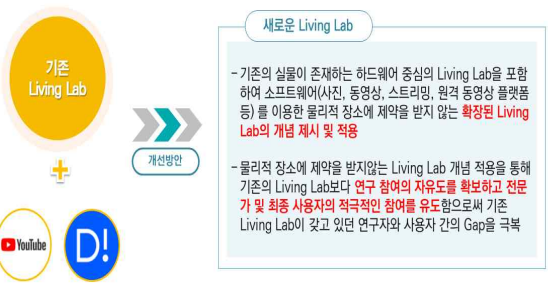 기존
Living Lab
YouTube
D!
개선방안
새로운 Living Lab
- 기존의 실물이 존재하는 하드웨어 중심의 Living Lab을 포함
하여 소프트웨어(사진, 동영상, 스트리밍, 원격 동영상 플랫폼
등) 를 이용한 물리적 장소에 제약을 받지 않는 확장된 Living
Lab의 개념 제시 및 적용
- 물리적 장소에 제약을 받지않는 Living Lab 개념 적용을 통해
기존의 Living Lab보다 연구 참여의 자유도를 확보하고 전문
가 및 최종 사용자의 적극적인 참여를 유도함으로써 기존
Living Lab이 갖고 있던 연구자와 사용자 간의 Gap을 극복